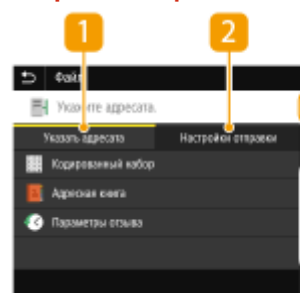 1 2
Файл
Укажите адресата.
Указать адресата Настройки отправки
Кодированный набор
Адресная книга
Параметры отзыва